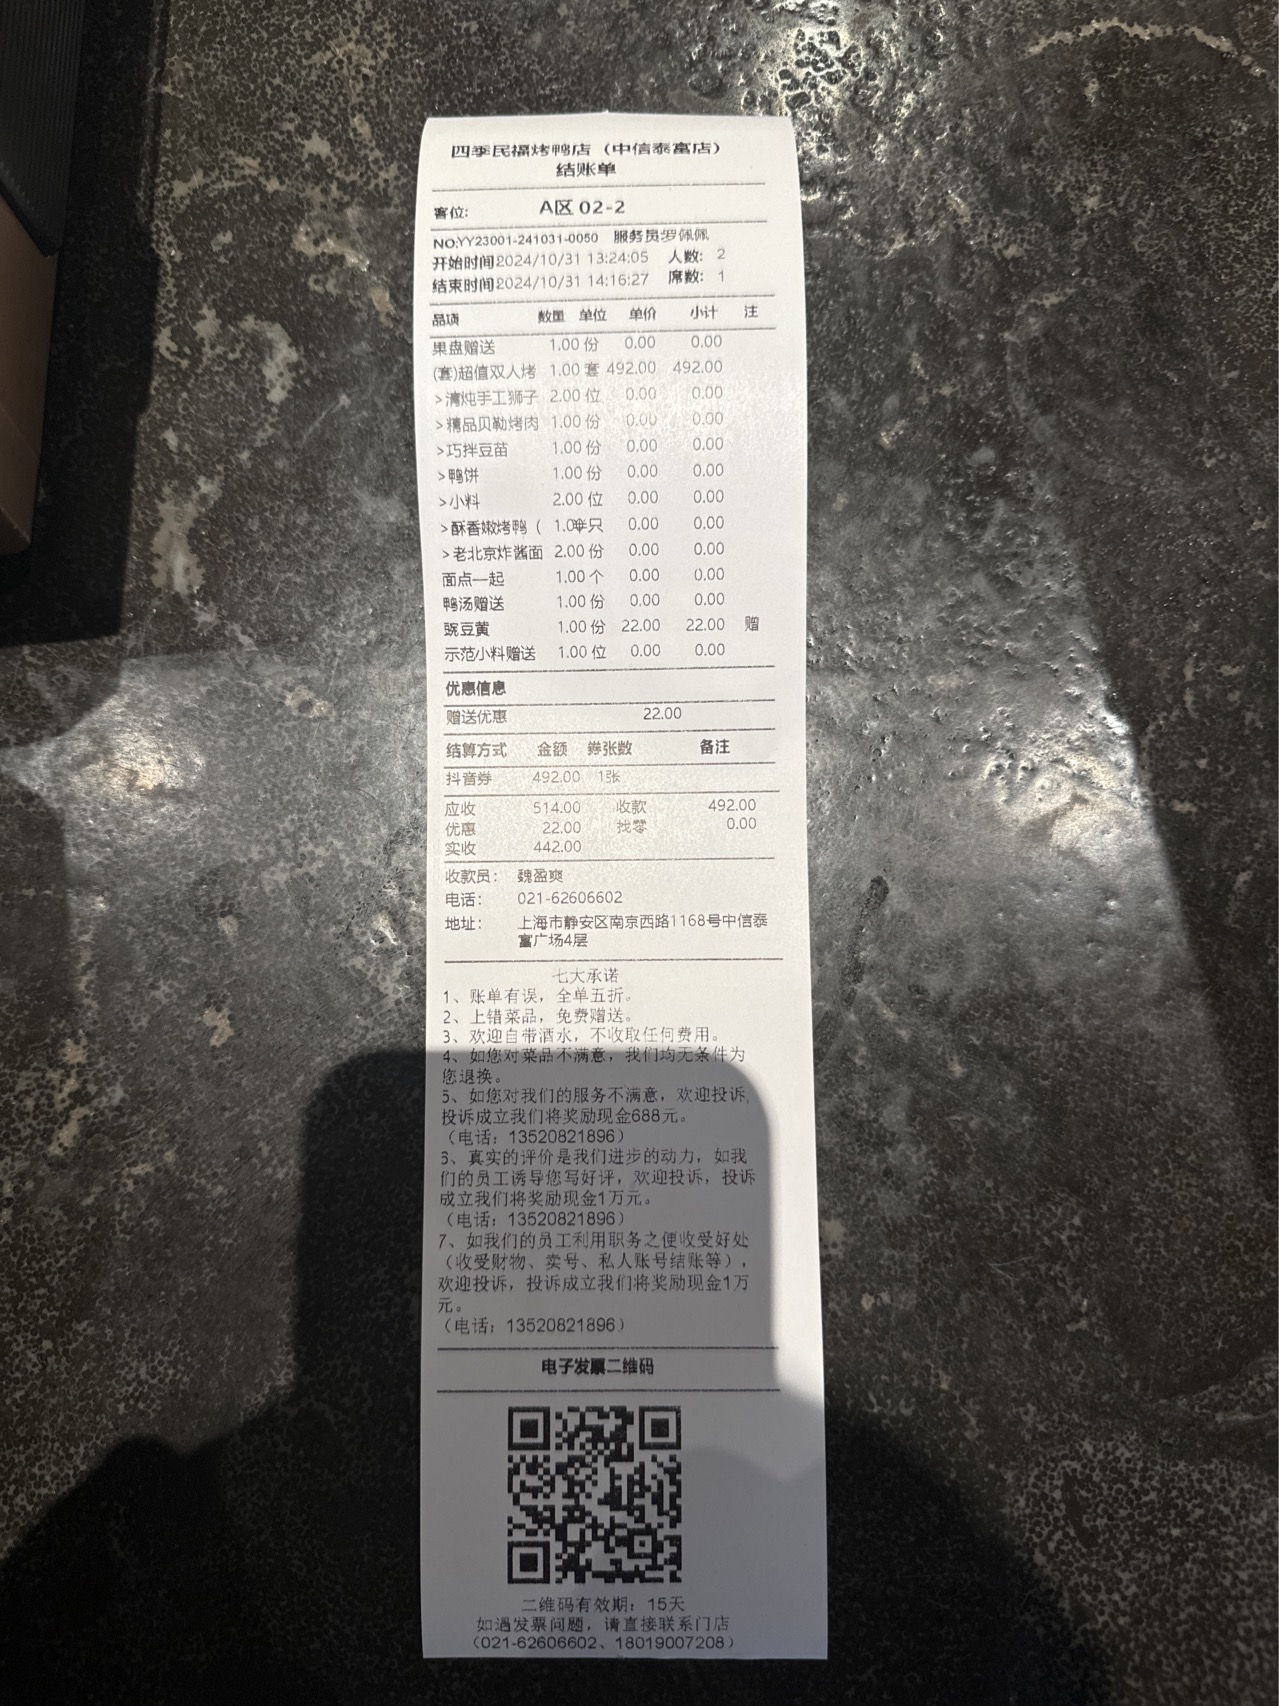 四季民福烤鸭店（中信泰富店）
结账单
客位： A区 02-2
NO:YY23001-241031-0050 服务员罗佩佩
开始时间2024/10/31 13:24:05 人数： 2
结束时间2024/10/31 14:16:27 席数： 1
品项 数量 单位 单价 小计 注
果盘赠送 1.00 份 0.00 0.00
(套)超值双人烤 1.00 套 492.00 492.00
>清炖手工狮子 2.00 位 0.00 0.00
>精品贝勒烤肉 1.00 份 0.00 0.00
>巧拌豆苗 1.00 份 0.00 0.00
>鸭饼 1.00 份 0.00 0.00
>小料 2.00 位 0.00 0.00
>酥香嫩烤鸭（ 1.0半只 0.00 0.00
>老北京炸酱面 2.00 份 0.00 0.00
面点一起 1.00 个 0.00 0.00
鸭汤赠送 1.00 份 0.00 0.00
豌豆黄 1.00 份 22.00 22.00 赠
示范小料赠送 1.00 位 0.00 0.00
优惠信息
赠送优惠 22.00
结算方式 金额 券张数 备注
抖音券 492.00 1张
应收 514.00 收款 492.00
优惠 22.00 找零 0.00
实收 442.00
收款员： 魏盈爽
电话： 021-62606602
地址： 上海市静安区南京西路1168号中信泰
富广场4层
七大承诺
1、账单有误，全单五折。
2、上错菜品，免费赠送。
3、欢迎自带酒水，不收取任何费用。
4、如您对菜品不满意，我们均无条件为
您退换。
5、如您对我们的服务不满意，欢迎投诉，
投诉成立我们将奖励现金688元。
（电话：13520821896）
6、真实的评价是我们进步的动力，如我
们的员工诱导您写好评，欢迎投诉，投诉
成立我们将奖励现金1万元。
（电话：13520821896）
7、如我们的员工利用职务之便收受好处
（收受财物、卖号、私人账号结账等），
欢迎投诉，投诉成立我们将奖励现金1万
元。
（电话：13520821896）
电子发票二维码
二维码有效期：15天
如遇发票问题，请直接联系门店
（021-62606602、18019007208）